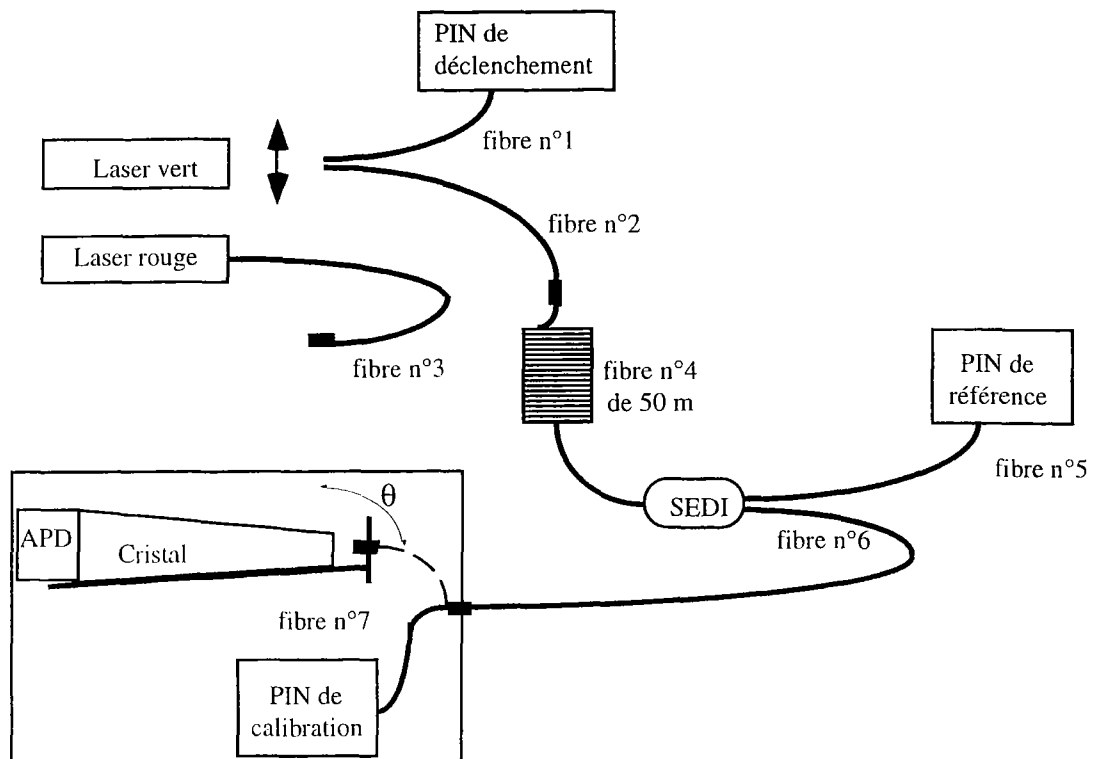 PIN de
déclenchement
fibre n°1
Laser vert
fibre n°2
Laser rouge
fibre n°3
fibre n°4
de 50 m
PIN de
référence
fibre n°5
SEDI
fibre n°6
θ
APD
Cristal
fibre n°7
PIN de
calibration